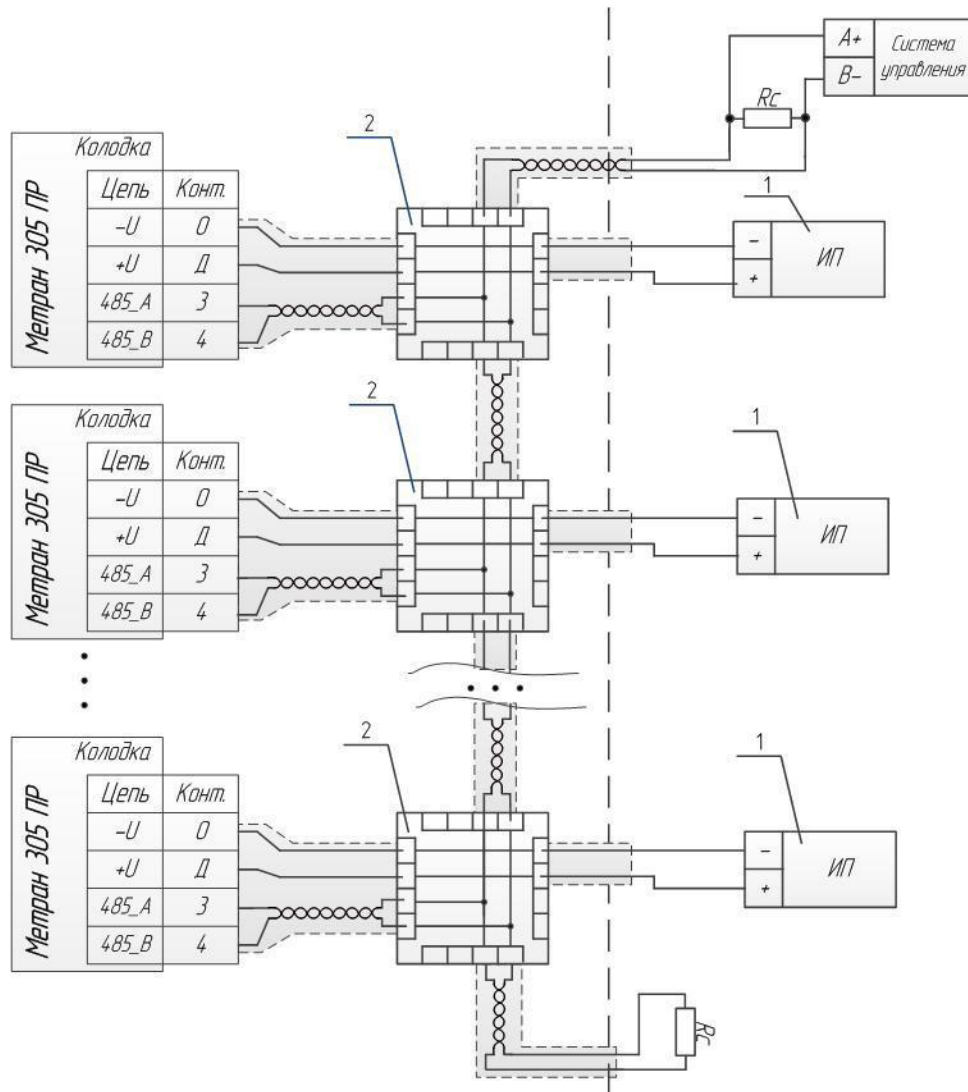 A+
B-
Система
управления
Rc
2
1
Метран 305 ПР
Колодка
Цепь Конт.
-U 0
+U Д
485_A 3
485_B 4
-
+
ИП
2
1
Метран 305 ПР
Колодка
Цепь Конт.
-U 0
+U Д
485_A 3
485_B 4
-
+
ИП
2
1
Метран 305 ПР
Колодка
Цепь Конт.
-U 0
+U Д
485_A 3
485_B 4
-
+
ИП
Rc